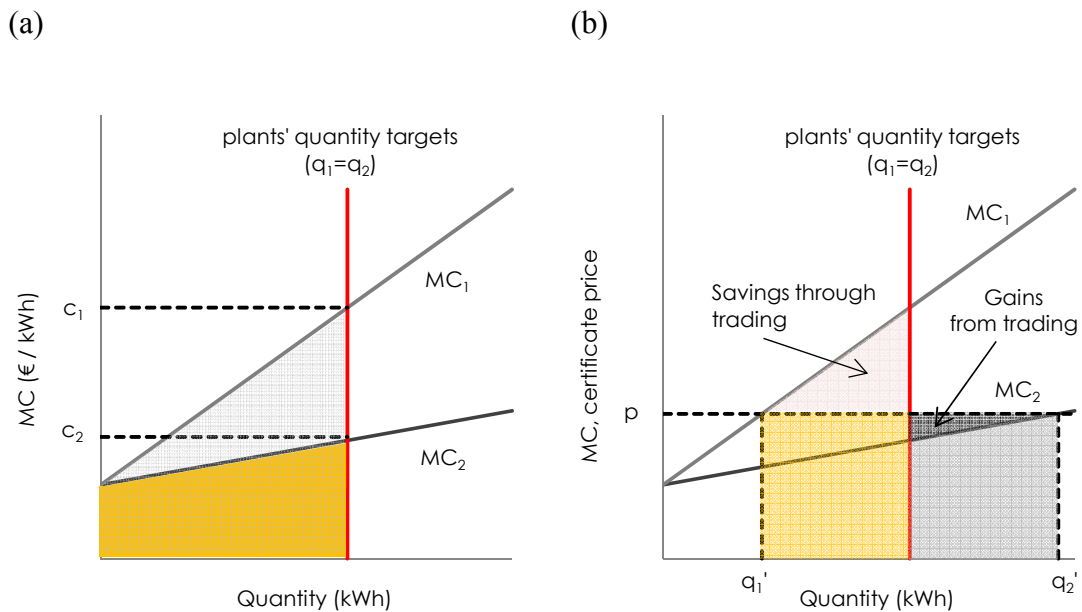 (a)
plants' quantity targets
(q₁=q₂)
MC (€ / kWh)
c₁
MC₁
c₂
MC₂
Quantity (kWh)
(b)
plants' quantity targets
(q₁=q₂)
MC, certificate price
MC₁
Savings through
trading
Gains
from trading
MC₂
p
q₁'
q₂'
Quantity (kWh)